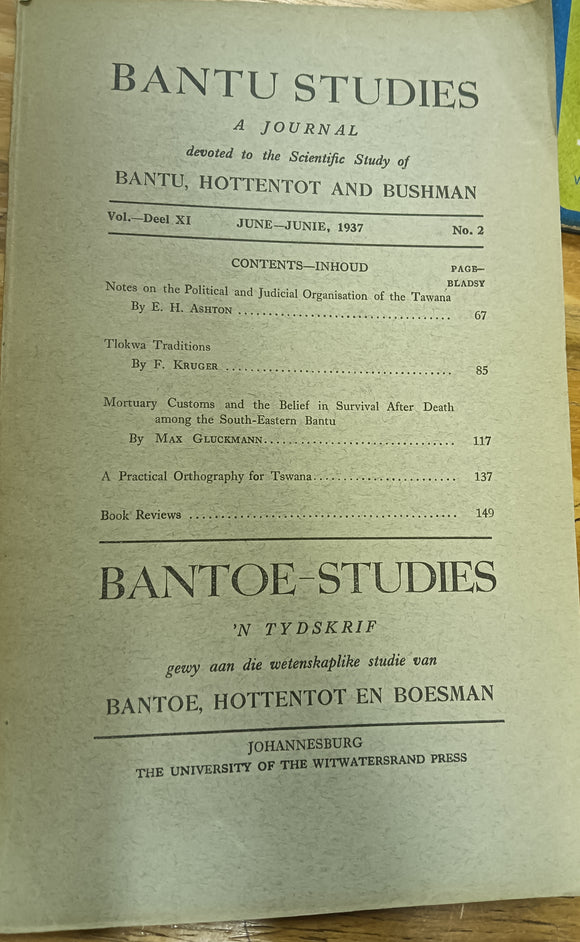 BANTU STUDIES
A JOURNAL
devoted to the Scientific Study of
BANTU, HOTTENTOT AND BUSHMAN
Vol.—Deel XI JUNE—JUNIE, 1937 No. 2
CONTENTS—INHOUD PAGE—
BLADSY
Notes on the Political and Judicial Organisation of the Tawana
By E. H. ASHTON .................................... 67
Tlokwa Traditions
By F. KRUGER .................................... 85
Mortuary Customs and the Belief in Survival After Death
among the South-Eastern Bantu
By MAX GLUCKMANN.............................. 117
A Practical Orthography for Tswana....................... 137
Book Reviews .......................................... 149
BANTOE-STUDIES
'N TYDSKRIF
gewy aan die wetenskaplike studie van
BANTOE, HOTTENTOT EN BOESMAN
JOHANNESBURG
THE UNIVERSITY OF THE WITWATERSRAND PRESS